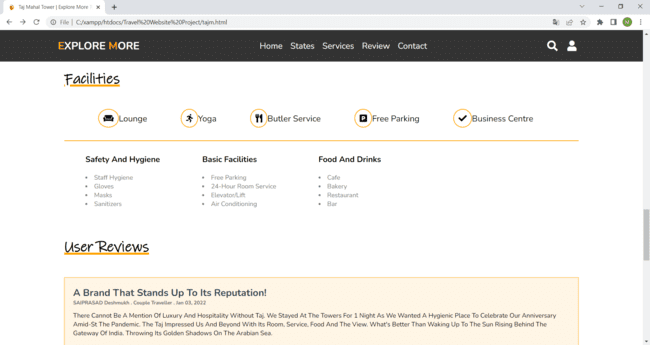 Taj Mahal Tower | Explore More
File | C:/xampp/htdocs/Travel%20Website%20Project/tajm.html
EXPLORE MORE
Home States Services Review Contact
Facilities
Lounge Yoga Butler Service Free Parking Business Centre
Safety And Hygiene Basic Facilities Food And Drinks
• Staff Hygiene • Free Parking • Cafe
• Gloves • 24-Hour Room Service • Bakery
• Masks • Elevator/Lift • Restaurant
• Sanitizers • Air Conditioning • Bar
User Reviews
A Brand That Stands Up To Its Reputation!
SAIPRASAD Deshmukh . Couple Traveller . Jan 03, 2022
There Cannot Be A Mention Of Luxury And Hospitality Without Taj. We Stayed At The Towers For 1 Night As We Wanted A Hygienic Place To Celebrate Our Anniversary
Amid-St The Pandemic. The Taj Impressed Us And Beyond With Its Room, Service, Food And The View. What's Better Than Waking Up To The Sun Rising Behind The
Gateway Of India. Throwing Its Golden Shadows On The Arabian Sea.